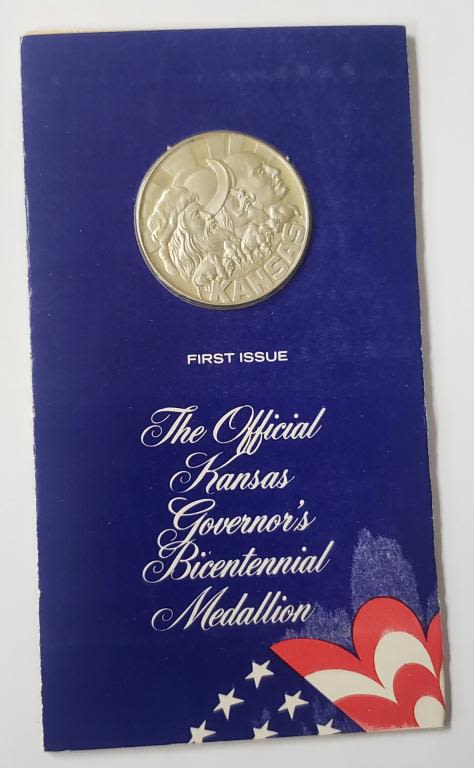 KANSAS
FIRST ISSUE
The Official
Kansas
Governor's
Bicentennial
Medallion